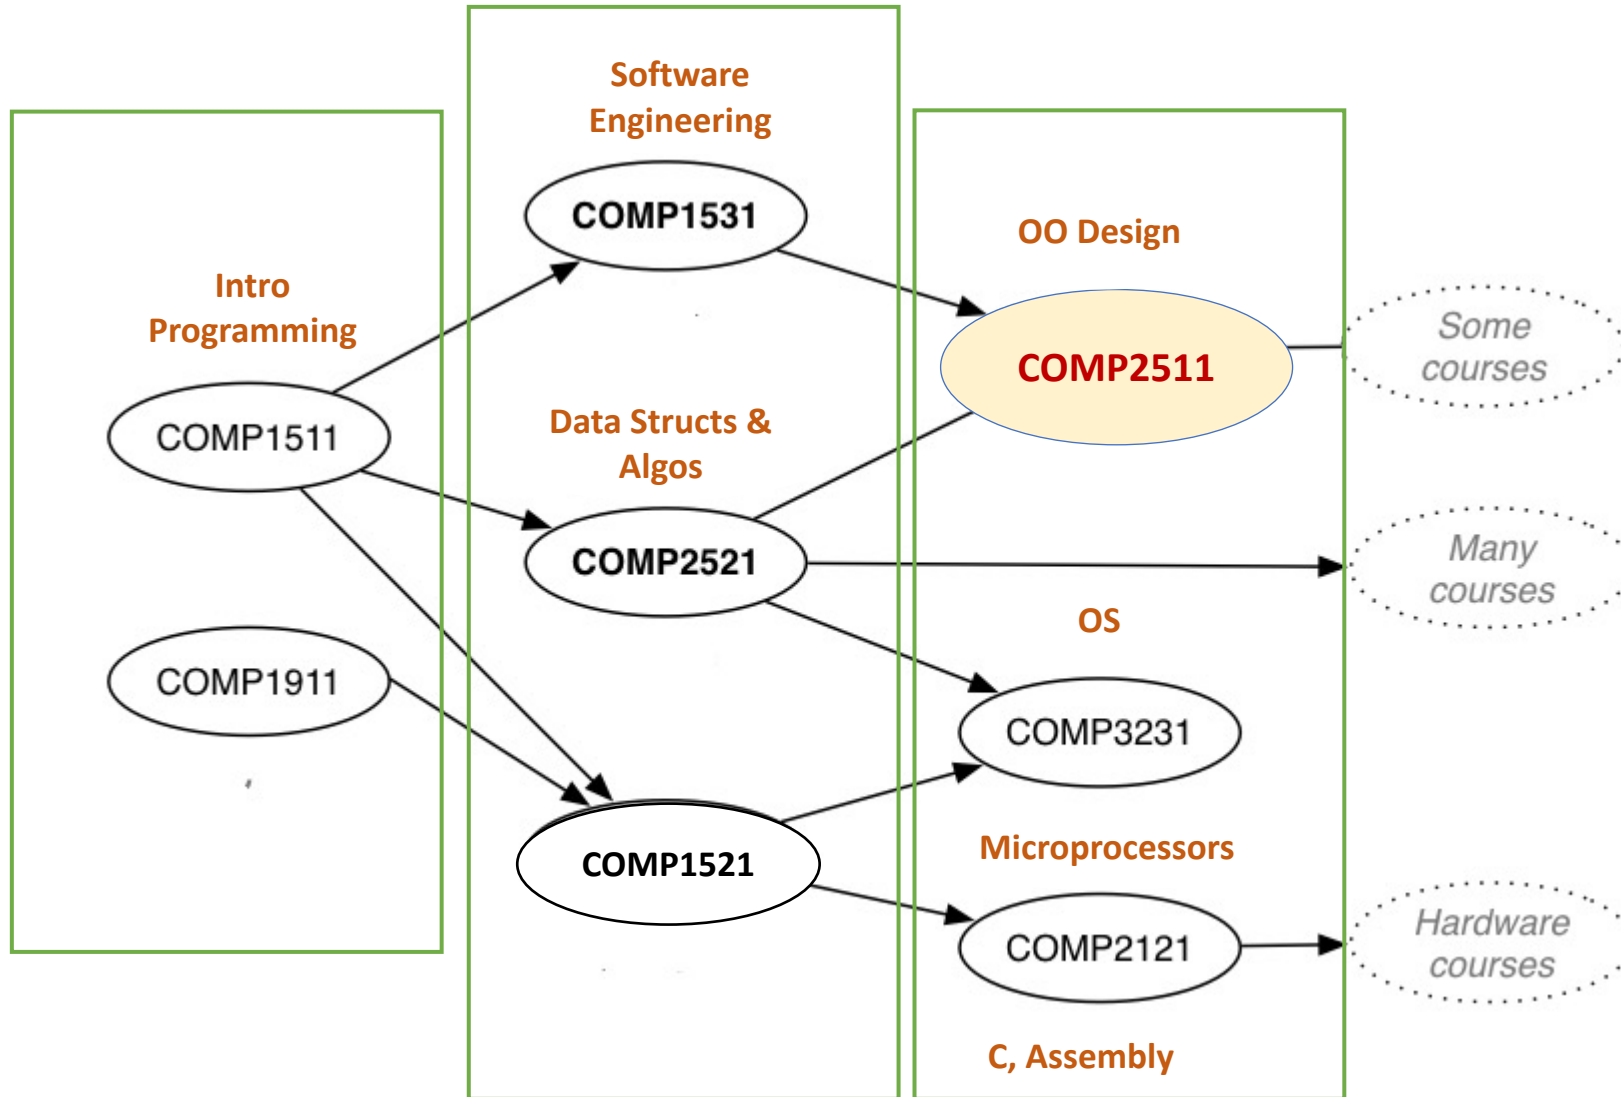 Intro
Programming
COMP1511
COMP1911
Software
Engineering
COMP1531
Data Structs &
Algos
COMP2521
COMP1521
OO Design
COMP2511
OS
COMP3231
Microprocessors
COMP2121
C, Assembly
Some
courses
Many
courses
Hardware
courses